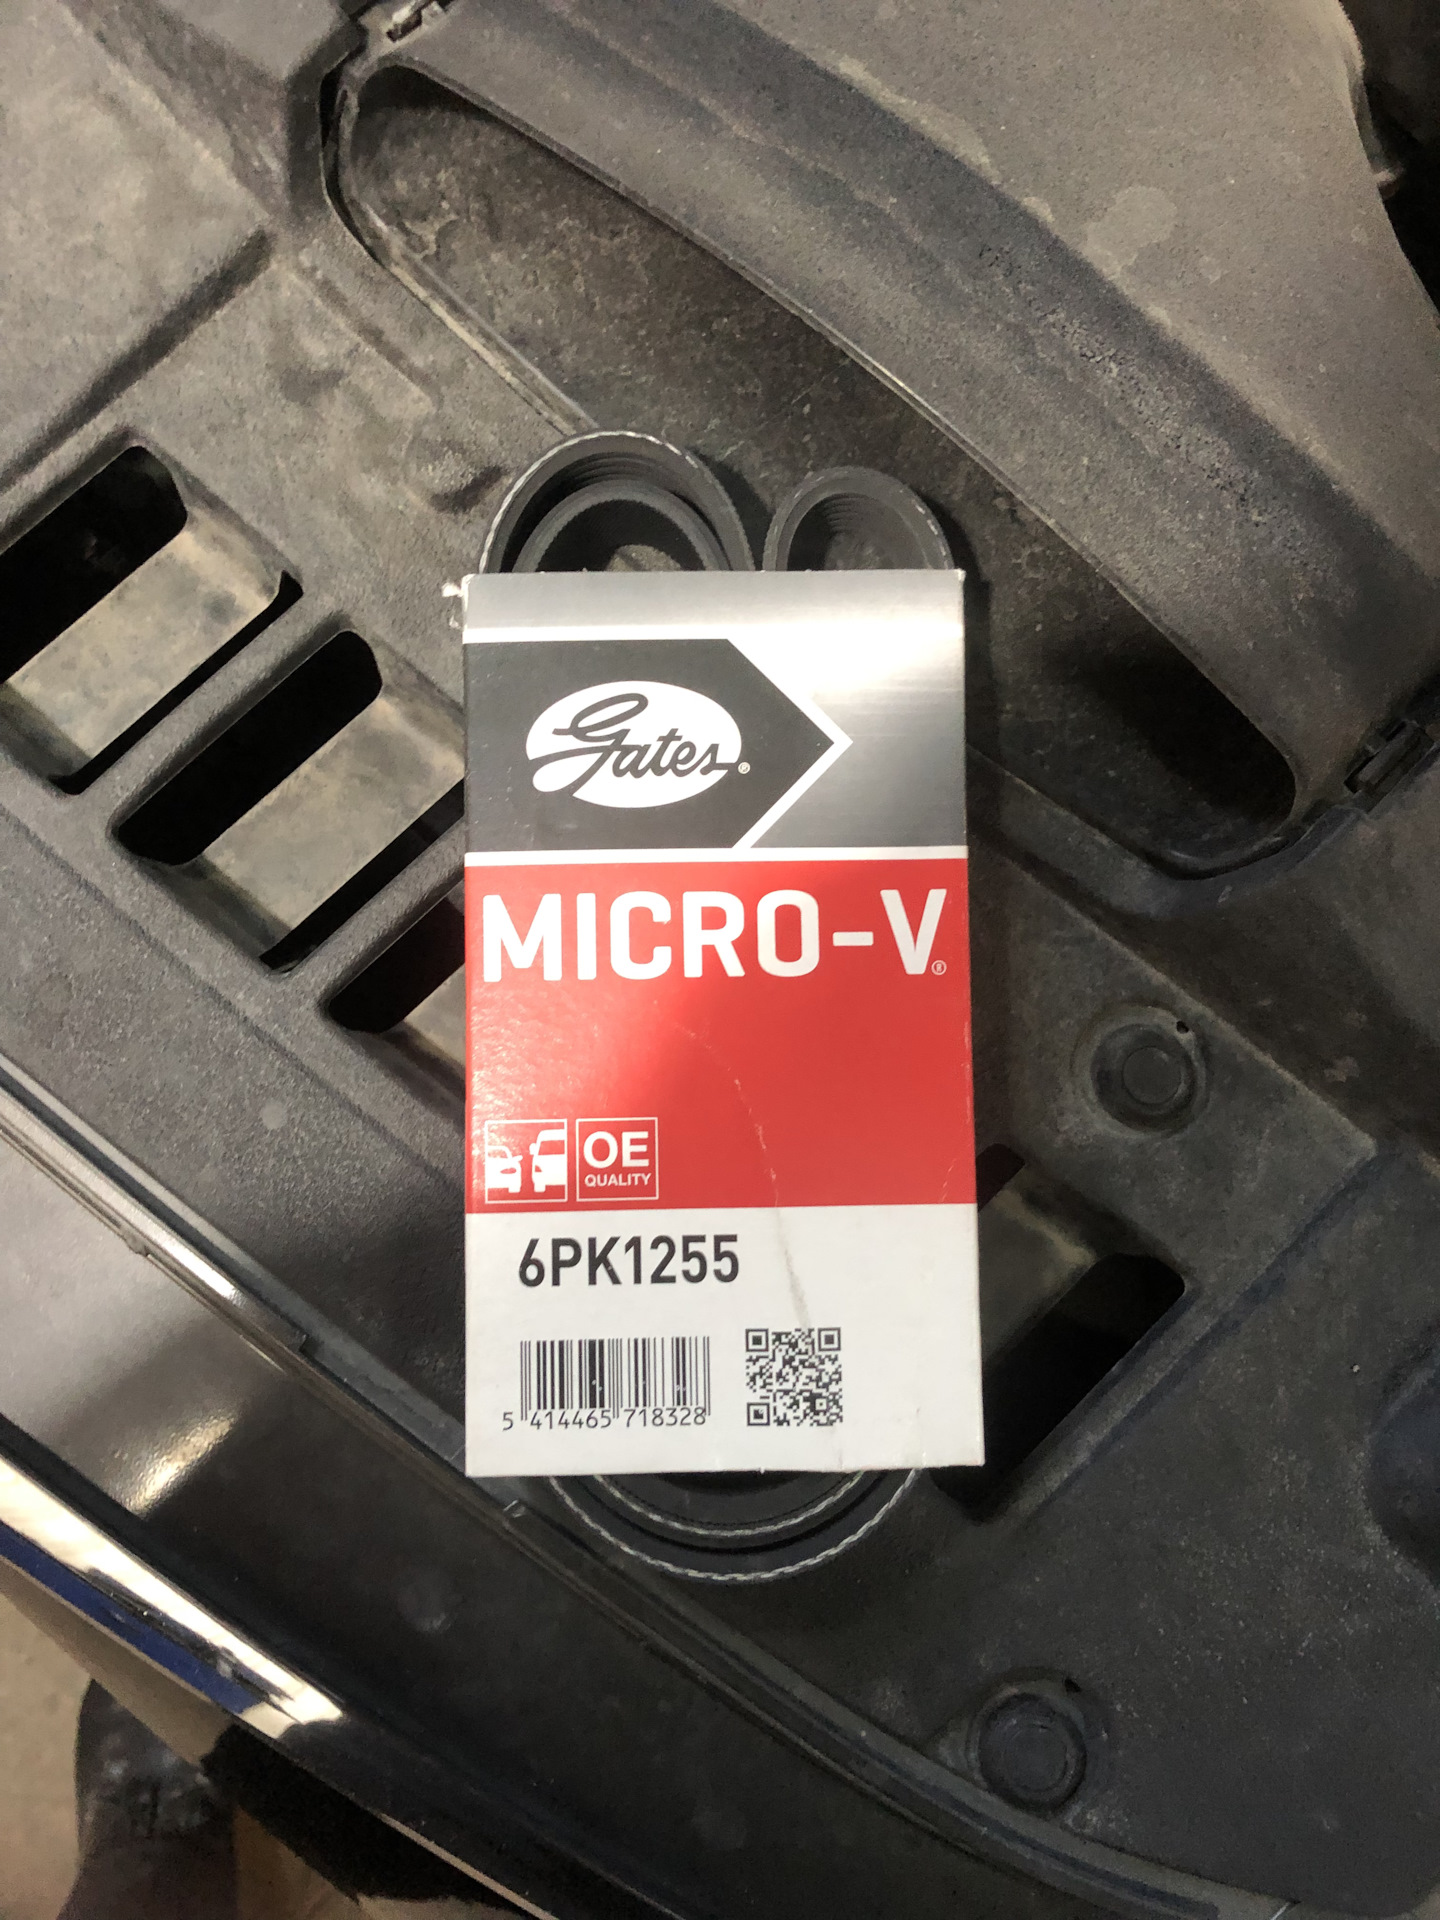 Gates®
MICRO-V®
OE
QUALITY
6PK1255
5 414465 718328